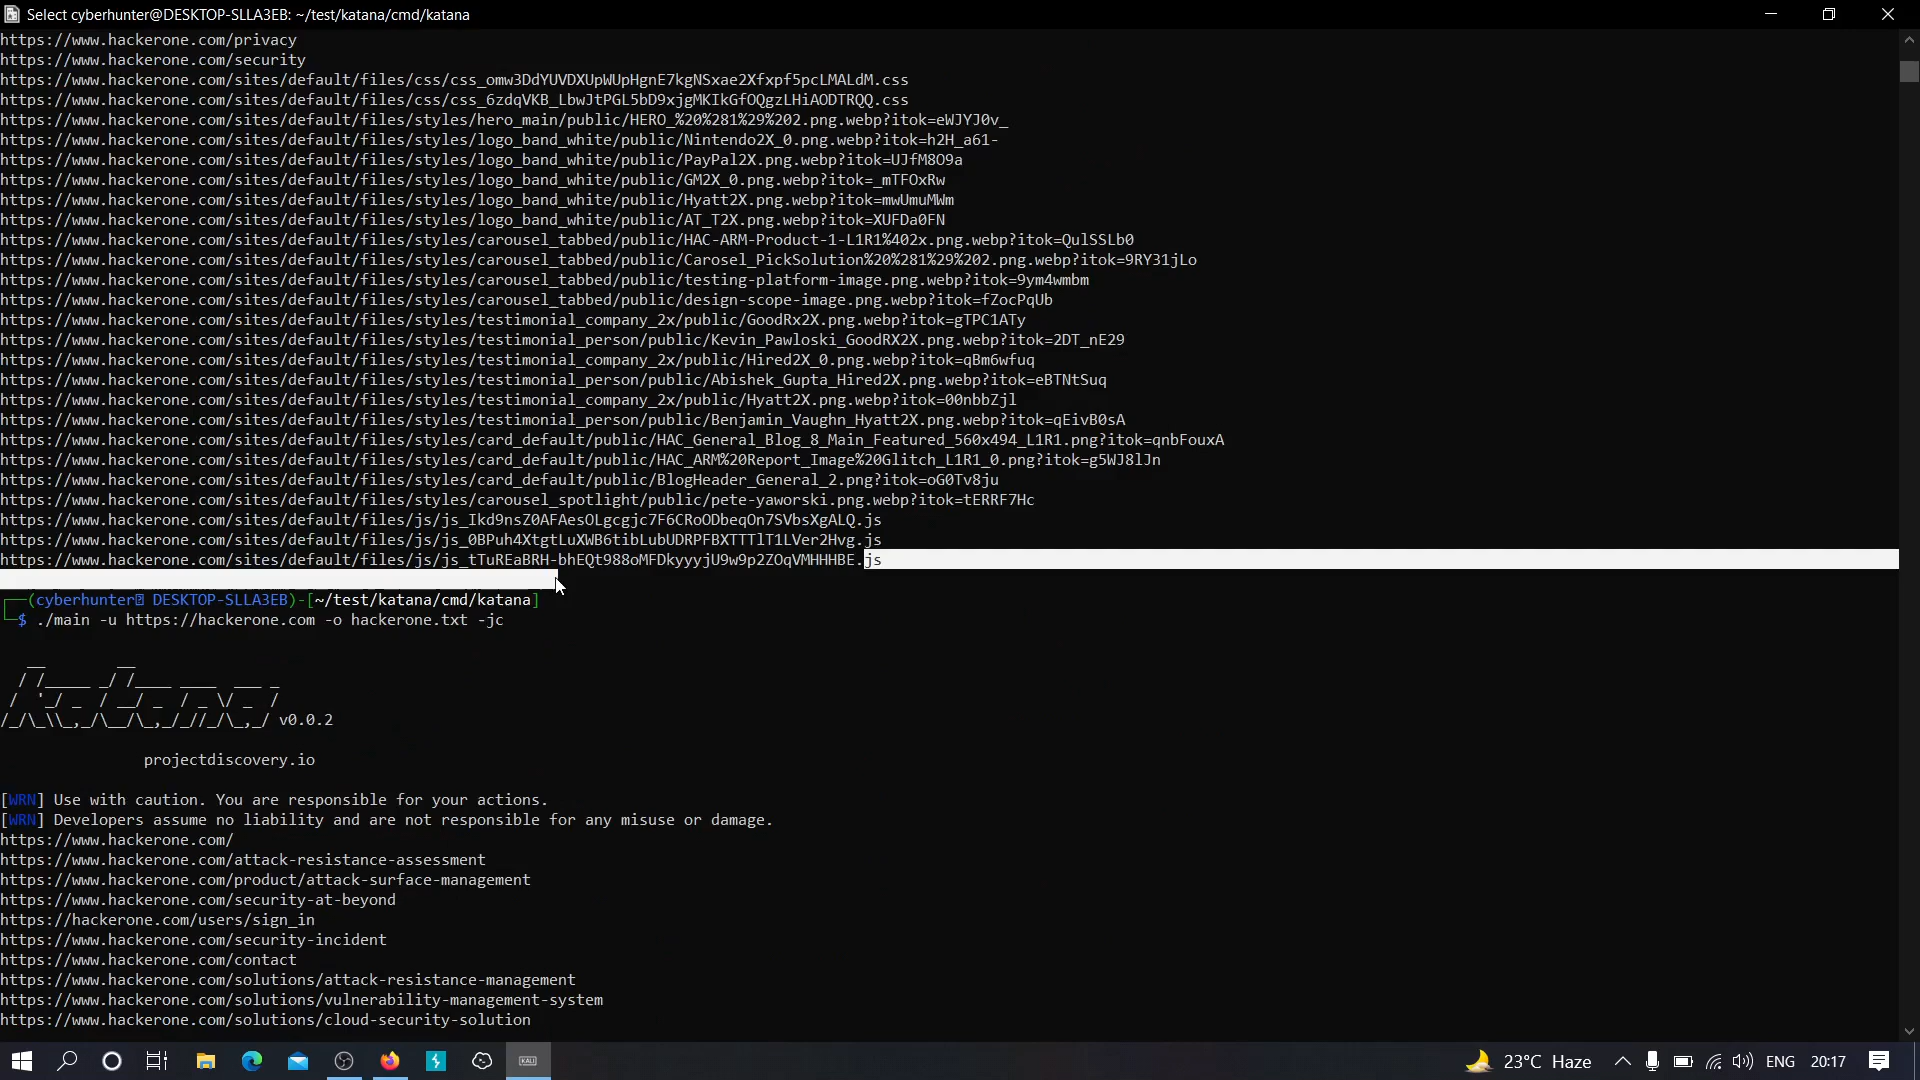 Select cyberhunter@DESKTOP-SLLA3EB: ~/test/katana/cmd/katana
https://www.hackerone.com/privacy
https://www.hackerone.com/security
https://www.hackerone.com/sites/default/files/css/css_omw3DdYUVDXUpWUpHgnE7kgNSxae2Xfxpf5pcLMALdM.css
https://www.hackerone.com/sites/default/files/css/css_6zdqVKB_LbwJtPGL5bD9xjgMKIkGfOQgzLHiAODTRQQ.css
https://www.hackerone.com/sites/default/files/styles/hero_main/public/HERO_%20%281%29%202.png.webp?itok=eWJYJ0v_
https://www.hackerone.com/sites/default/files/styles/logo_band_white/public/Nintendo2X_0.png.webp?itok=h2H_a61-
https://www.hackerone.com/sites/default/files/styles/logo_band_white/public/PayPal2X.png.webp?itok=UJfM8O9a
https://www.hackerone.com/sites/default/files/styles/logo_band_white/public/GM2X_0.png.webp?itok=_mTFOxRw
https://www.hackerone.com/sites/default/files/styles/logo_band_white/public/Hyatt2X.png.webp?itok=mwUmuMWm
https://www.hackerone.com/sites/default/files/styles/logo_band_white/public/AT_T2X.png.webp?itok=XUFDa0FN
https://www.hackerone.com/sites/default/files/styles/carousel_tabbed/public/HAC-ARM-Product-1-L1R1%402x.png.webp?itok=QulSSLb0
https://www.hackerone.com/sites/default/files/styles/carousel_tabbed/public/Carosel_PickSolution%20%281%29%202.png.webp?itok=9RY31jLo
https://www.hackerone.com/sites/default/files/styles/carousel_tabbed/public/testing-platform-image.png.webp?itok=9ym4wmbm
https://www.hackerone.com/sites/default/files/styles/carousel_tabbed/public/design-scope-image.png.webp?itok=fZocPqUb
https://www.hackerone.com/sites/default/files/styles/testimonial_company_2x/public/GoodRx2X.png.webp?itok=gTPC1ATy
https://www.hackerone.com/sites/default/files/styles/testimonial_person/public/Kevin_Pawloski_GoodRX2X.png.webp?itok=2DT_nE29
https://www.hackerone.com/sites/default/files/styles/testimonial_company_2x/public/Hired2X_0.png.webp?itok=qBm6wfuq
https://www.hackerone.com/sites/default/files/styles/testimonial_person/public/Abishek_Gupta_Hired2X.png.webp?itok=eBTNtSuq
https://www.hackerone.com/sites/default/files/styles/testimonial_company_2x/public/Hyatt2X.png.webp?itok=00nbbZjl
https://www.hackerone.com/sites/default/files/styles/testimonial_person/public/Benjamin_Vaughn_Hyatt2X.png.webp?itok=qEivB0sA
https://www.hackerone.com/sites/default/files/styles/card_default/public/HAC_General_Blog_8_Main_Featured_560x494_L1R1.png?itok=qnbFouxA
https://www.hackerone.com/sites/default/files/styles/card_default/public/HAC_ARM%20Report_Image%20Glitch_L1R1_0.png?itok=g5WJ8lJn
https://www.hackerone.com/sites/default/files/styles/card_default/public/BlogHeader_General_2.png?itok=oG0Tv8ju
https://www.hackerone.com/sites/default/files/styles/carousel_spotlight/public/pete-yaworski.png.webp?itok=tERRF7Hc
https://www.hackerone.com/sites/default/files/js/js_Ikd9nsZ0AFAesOLgcgjc7F6CRoODbeqOn7SVbsXgALQ.js
https://www.hackerone.com/sites/default/files/js/js_0BPuh4XtgtLuXWB6tibLubUDRPFBXTTTlT1LVer2Hvg.js
https://www.hackerone.com/sites/default/files/js/js_tTuREaBRH-bhEQt988oMFDkyyyjU9w9p2ZOqVMHHHBE.js
(cyberhunter DESKTOP-SLLA3EB)-[~/test/katana/cmd/katana]
$ ./main -u https://hackerone.com -o hackerone.txt -jc
katana v0.0.2
projectdiscovery.io
[WRN] Use with caution. You are responsible for your actions.
[WRN] Developers assume no liability and are not responsible for any misuse or damage.
https://www.hackerone.com/
https://www.hackerone.com/attack-resistance-assessment
https://www.hackerone.com/product/attack-surface-management
https://www.hackerone.com/security-at-beyond
https://hackerone.com/users/sign_in
https://www.hackerone.com/security-incident
https://www.hackerone.com/contact
https://www.hackerone.com/solutions/attack-resistance-management
https://www.hackerone.com/solutions/vulnerability-management-system
https://www.hackerone.com/solutions/cloud-security-solution
KALI
23°C Haze
ENG
20:17